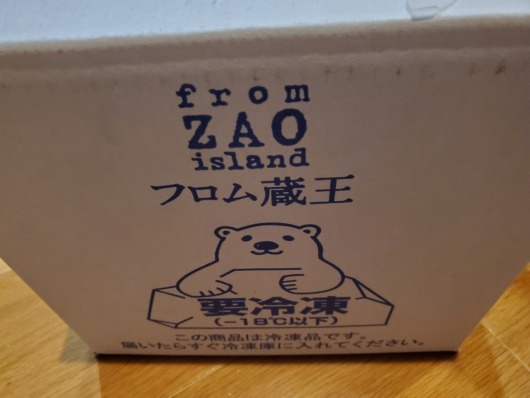 from
ZAO
island
フロム蔵王
要冷凍
(-18℃以下)
この商品は冷凍品です。
届いたらすぐ冷凍庫に入れてください。